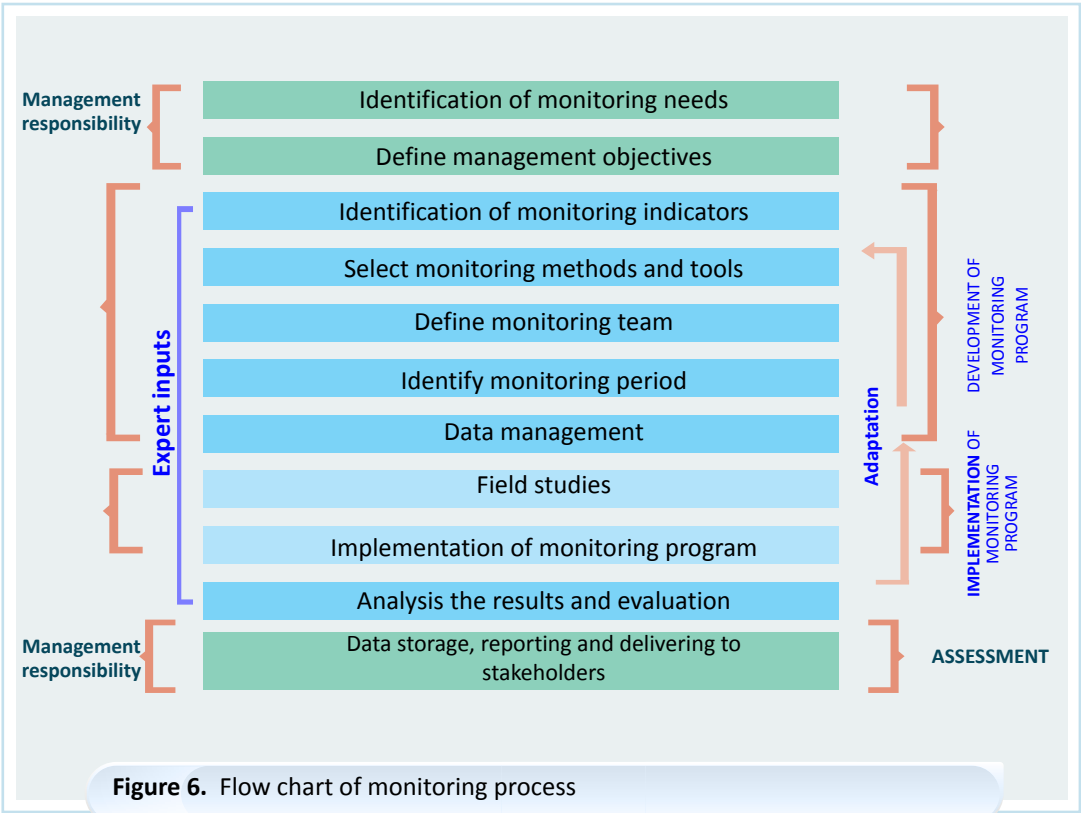 Management
responsibility
Identification of monitoring needs
Define management objectives
Identification of monitoring indicators
Select monitoring methods and tools
Define monitoring team
Identify monitoring period
Data management
Field studies
Implementation of monitoring program
Analysis the results and evaluation
Data storage, reporting and delivering to
stakeholders
Expert inputs
Adaptation
DEVELOPMENT OF
MONITORING
PROGRAM
IMPLEMENTATION OF
MONITORING
PROGRAM
Management
responsibility
ASSESSMENT
Figure 6. Flow chart of monitoring process